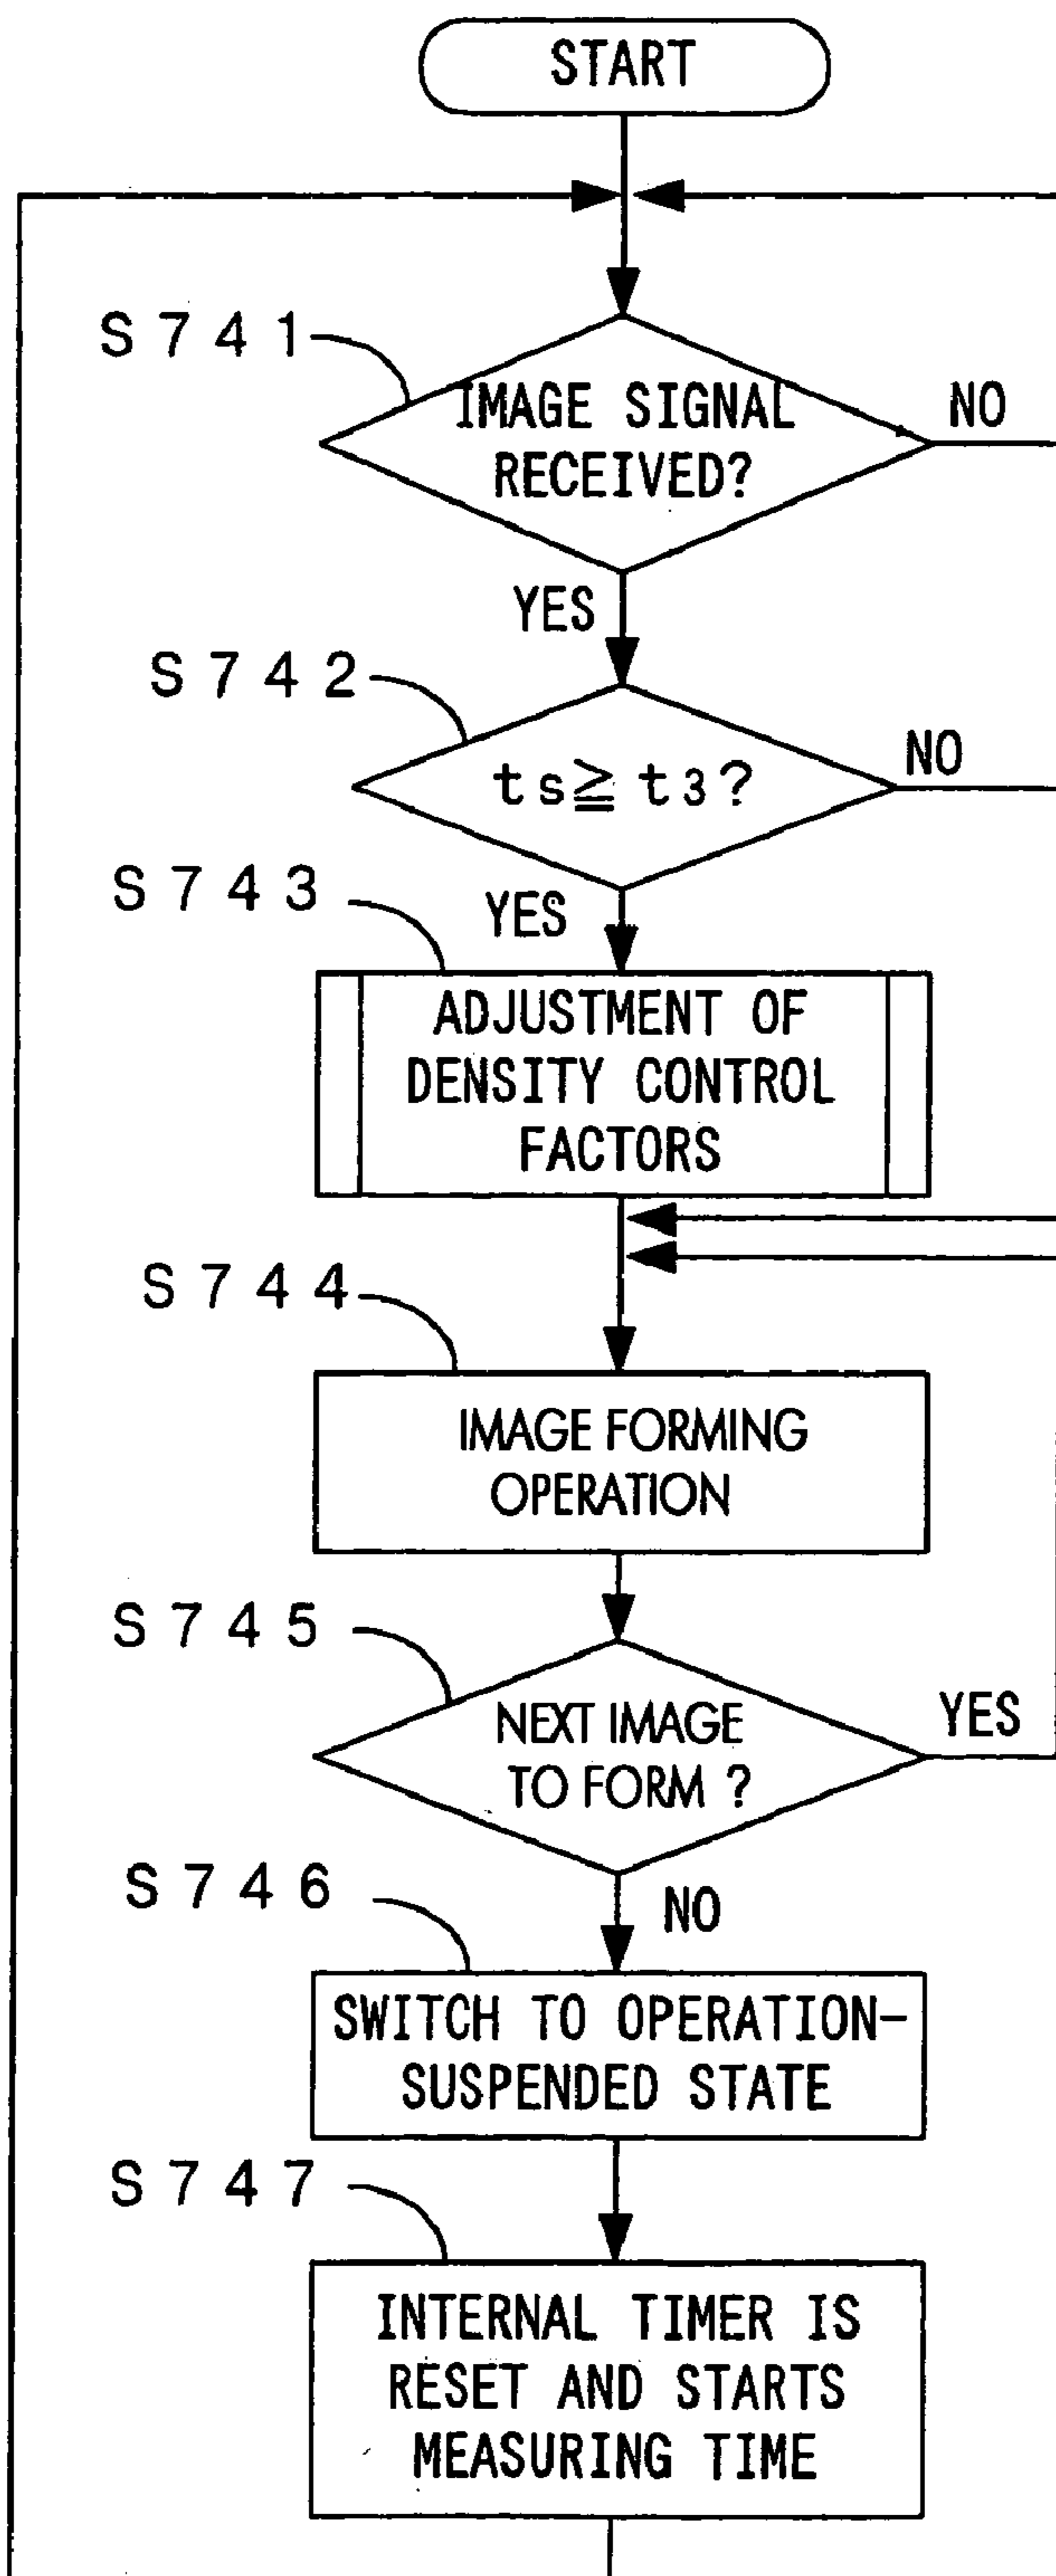 START
S741
IMAGE SIGNAL
RECEIVED?
NO
YES
S742
ts≧t3?
NO
S743
YES
ADJUSTMENT OF
DENSITY CONTROL
FACTORS
S744
IMAGE FORMING
OPERATION
S745
NEXT IMAGE
TO FORM ?
YES
S746
NO
SWITCH TO OPERATION-
SUSPENDED STATE
S747
INTERNAL TIMER IS
RESET AND STARTS
MEASURING TIME